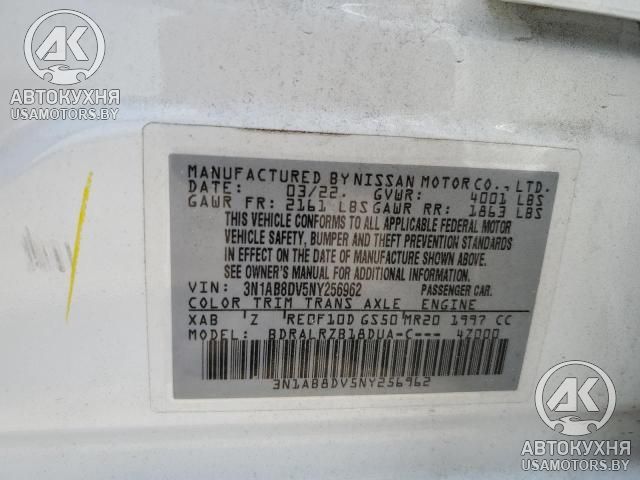 АК
АВТОКУХНЯ
USAMOTORS.BY
MANUFACTURED BY NISSAN MOTOR CO., LTD.
DATE: 03/22. GVWR: 4001 LBS
GAWR FR: 2161 LBS GAWR RR: 1863 LBS
THIS VEHICLE CONFORMS TO ALL APPLICABLE FEDERAL MOTOR
VEHICLE SAFETY, BUMPER AND THEFT PREVENTION STANDARDS
IN EFFECT ON THE DATE OF MANUFACTURE SHOWN ABOVE.
SEE OWNER'S MANUAL FOR ADDITIONAL INFORMATION.
VIN: 3N1AB8DV5NY256962 PASSENGER CAR.
COLOR TRIM TRANS AXLE ENGINE
XAB Z RE0F10D GS50 MR20 1997 CC
MODEL: BDRALRZB18DUA-C--- 4Z000
3N1AB8DV5NY256962
АК
АВТОКУХНЯ
USAMOTORS.BY